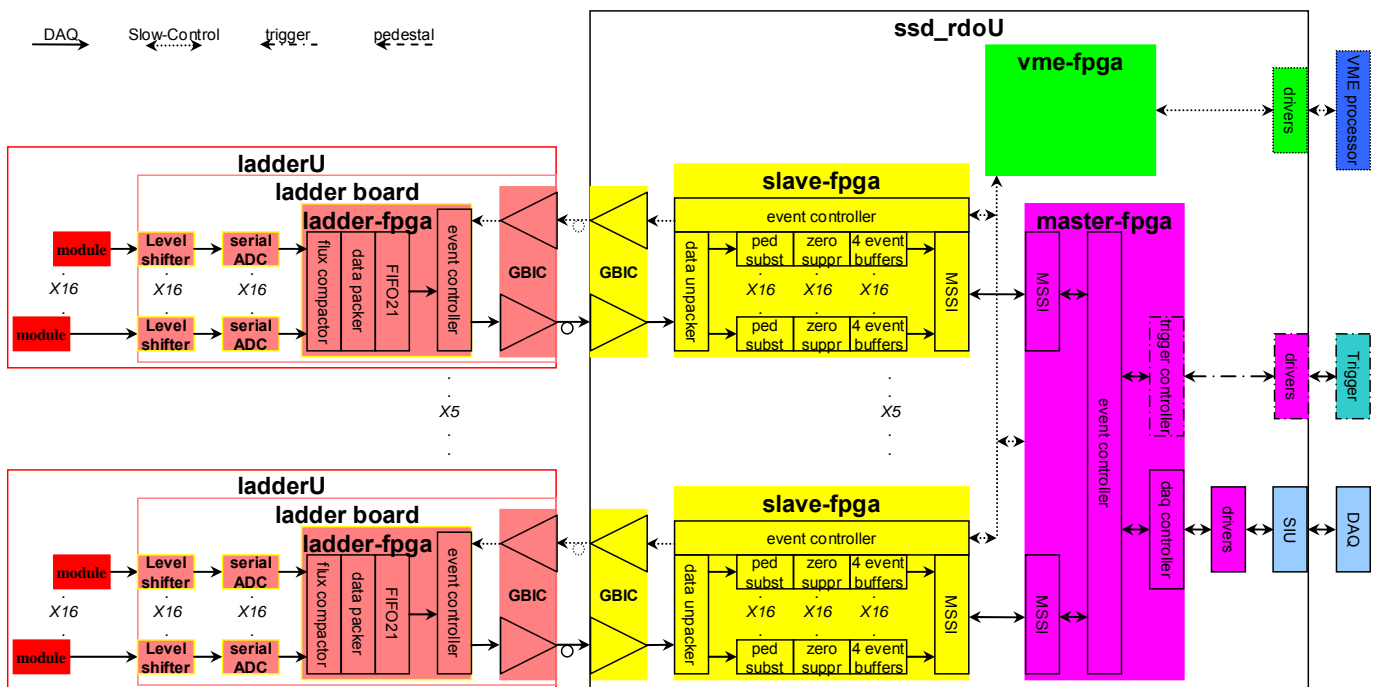 DAQ
Slow-Control
trigger
pedestal
ssd_rdoU
vme-fpga
drivers
VME processor
ladderU
ladder board
ladder-fpga
module
Level
shifter
serial
ADC
. X16 .
. X16 .
. X16 .
module
Level
shifter
serial
ADC
flux compactor
data packer
FIFO21
event controller
GBIC
GBIC
slave-fpga
event controller
data unpacker
ped
subst
zero
suppr
4 event
buffers
. X16 .
. X16 .
. X16 .
ped
subst
zero
suppr
4 event
buffers
MSSI
master-fpga
MSSI
event controller
trigger controller
drivers
Trigger
. X5 .
. X5 .
daq controller
drivers
SIU
DAQ
MSSI
ladderU
ladder board
ladder-fpga
module
Level
shifter
serial
ADC
. X16 .
. X16 .
. X16 .
module
Level
shifter
serial
ADC
flux compactor
data packer
FIFO21
event controller
GBIC
GBIC
slave-fpga
event controller
data unpacker
ped
subst
zero
suppr
4 event
buffers
. X16 .
. X16 .
. X16 .
ped
subst
zero
suppr
4 event
buffers
MSSI